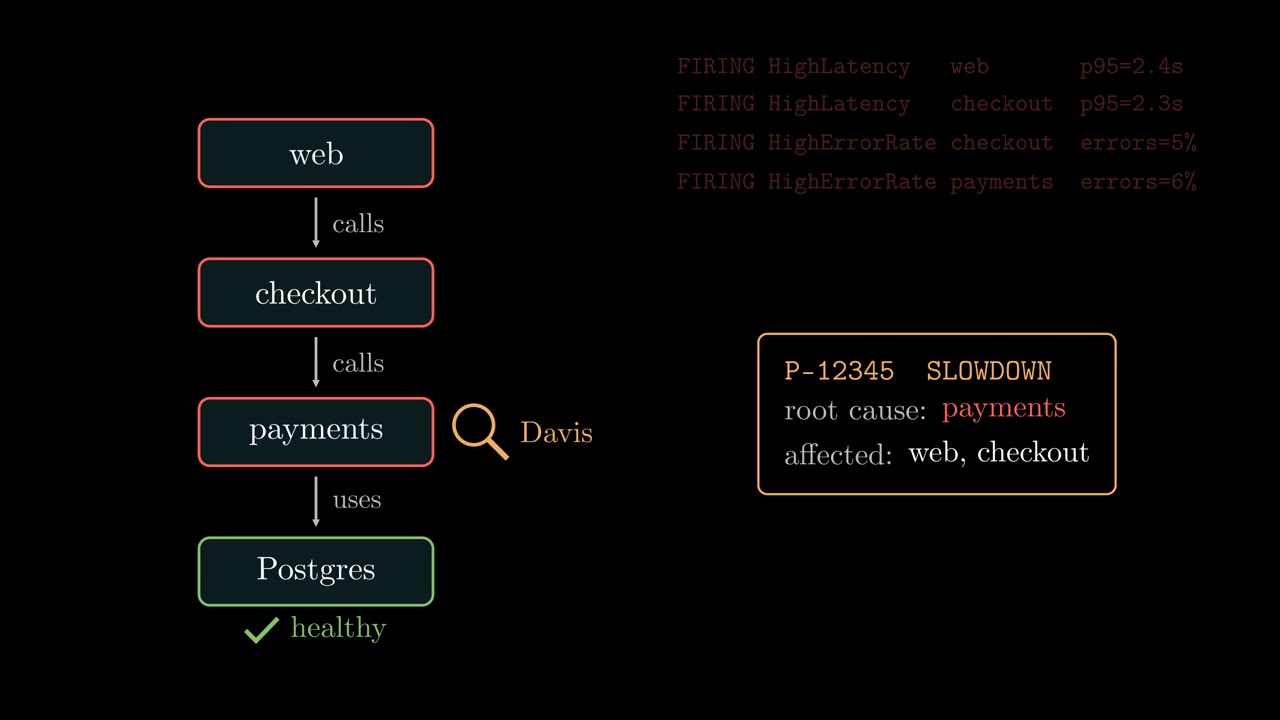 FIRING HighLatency web p95=2.4s
FIRING HighLatency checkout p95=2.3s
FIRING HighErrorRate checkout errors=5%
FIRING HighErrorRate payments errors=6%
web
calls
checkout
calls
payments
Davis
uses
Postgres
healthy
P-12345 SLOWDOWN
root cause: payments
affected: web, checkout